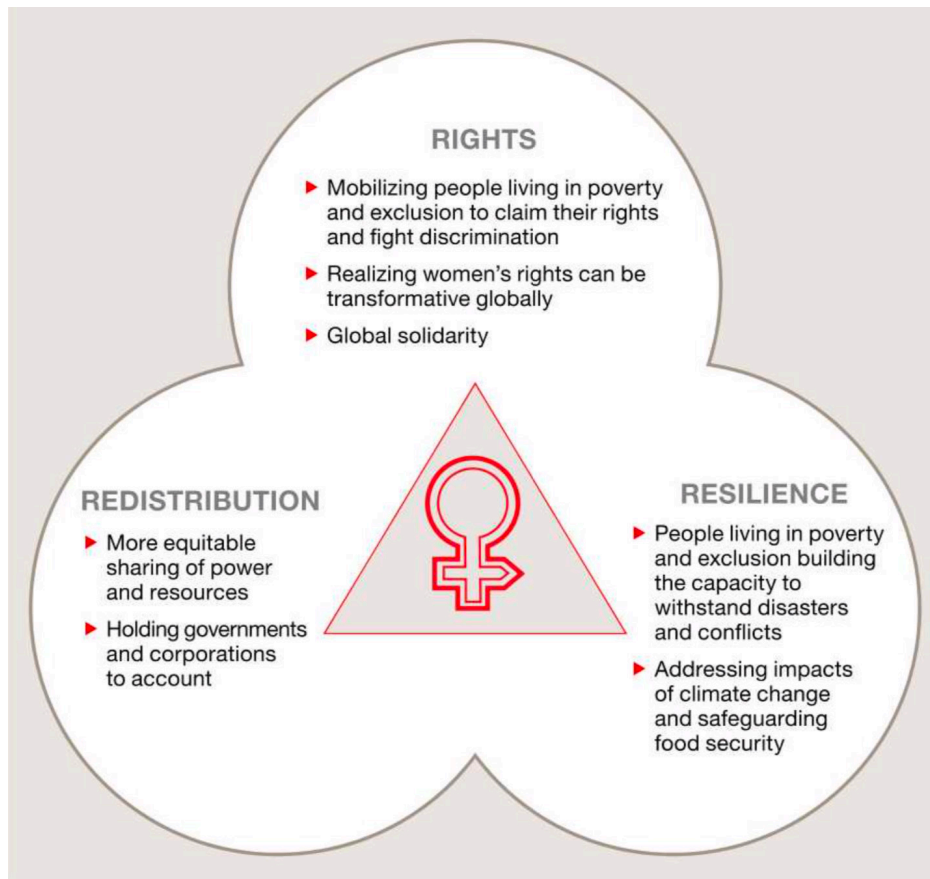 RIGHTS
▶ Mobilizing people living in poverty
and exclusion to claim their rights
and fight discrimination
▶ Realizing women's rights can be
transformative globally
▶ Global solidarity
REDISTRIBUTION
▶ More equitable
sharing of power
and resources
▶ Holding governments
and corporations
to account
RESILIENCE
▶ People living in poverty
and exclusion building
the capacity to
withstand disasters
and conflicts
▶ Addressing impacts
of climate change
and safeguarding
food security